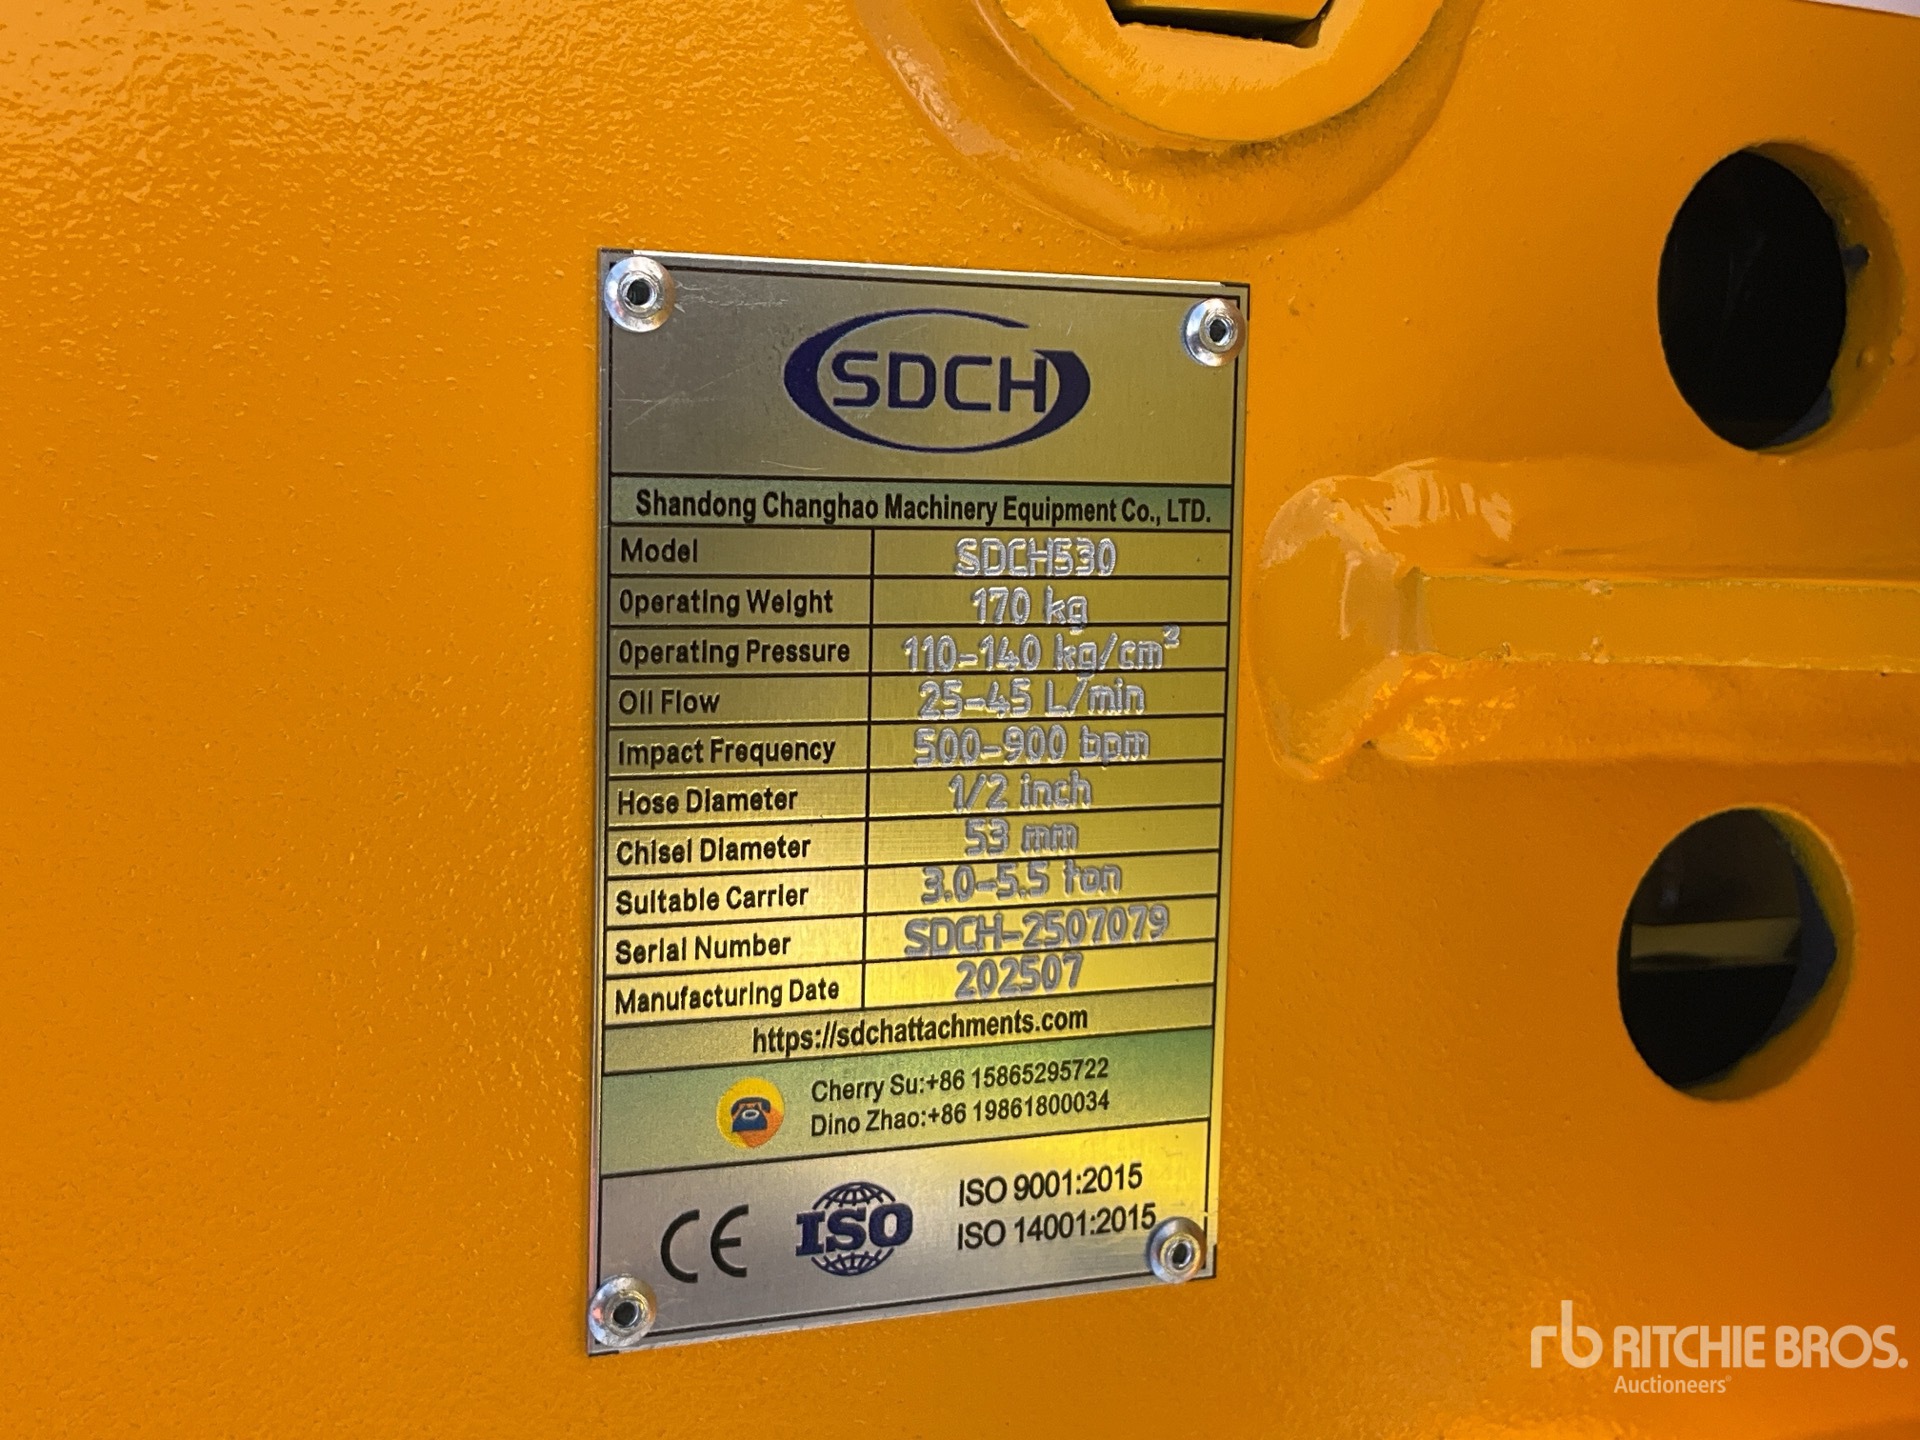 SDCH
Shandong Changhao Machinery Equipment Co., LTD.
Model SDCH530
Operating Weight 170 kg
Operating Pressure 110-140 kg/cm³
Oil Flow 25-45 L/min
Impact Frequency 500-900 bpm
Hose Diameter 1/2 inch
Chisel Diameter 53 mm
Suitable Carrier 3.0-5.5 ton
Serial Number SDCH-2507079
Manufacturing Date 202507
https://sdchattachments.com
Cherry Su:+86 15865295722
Dino Zhao:+86 19861800034
CE ISO ISO 9001:2015
ISO 14001:2015
rb RITCHIE BROS.
Auctioneers®